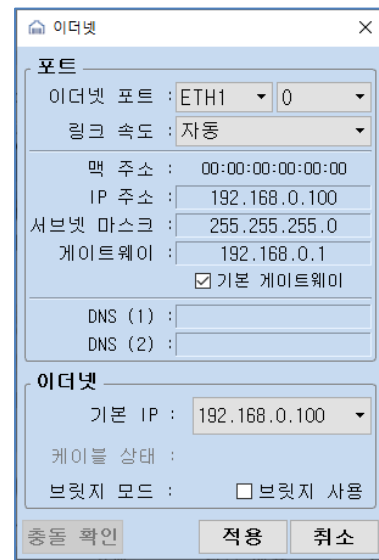 이더넷
포트
이더넷 포트 : ETH1 0
링크 속도 : 자동
맥 주소 : 00:00:00:00:00:00
IP 주소 : 192.168.0.100
서브넷 마스크 : 255.255.255.0
게이트웨이 : 192.168.0.1
기본 게이트웨이
DNS (1) :
DNS (2) :
이더넷
기본 IP : 192.168.0.100
케이블 상태 :
브릿지 모드 : 브릿지 사용
충돌 확인 적용 취소